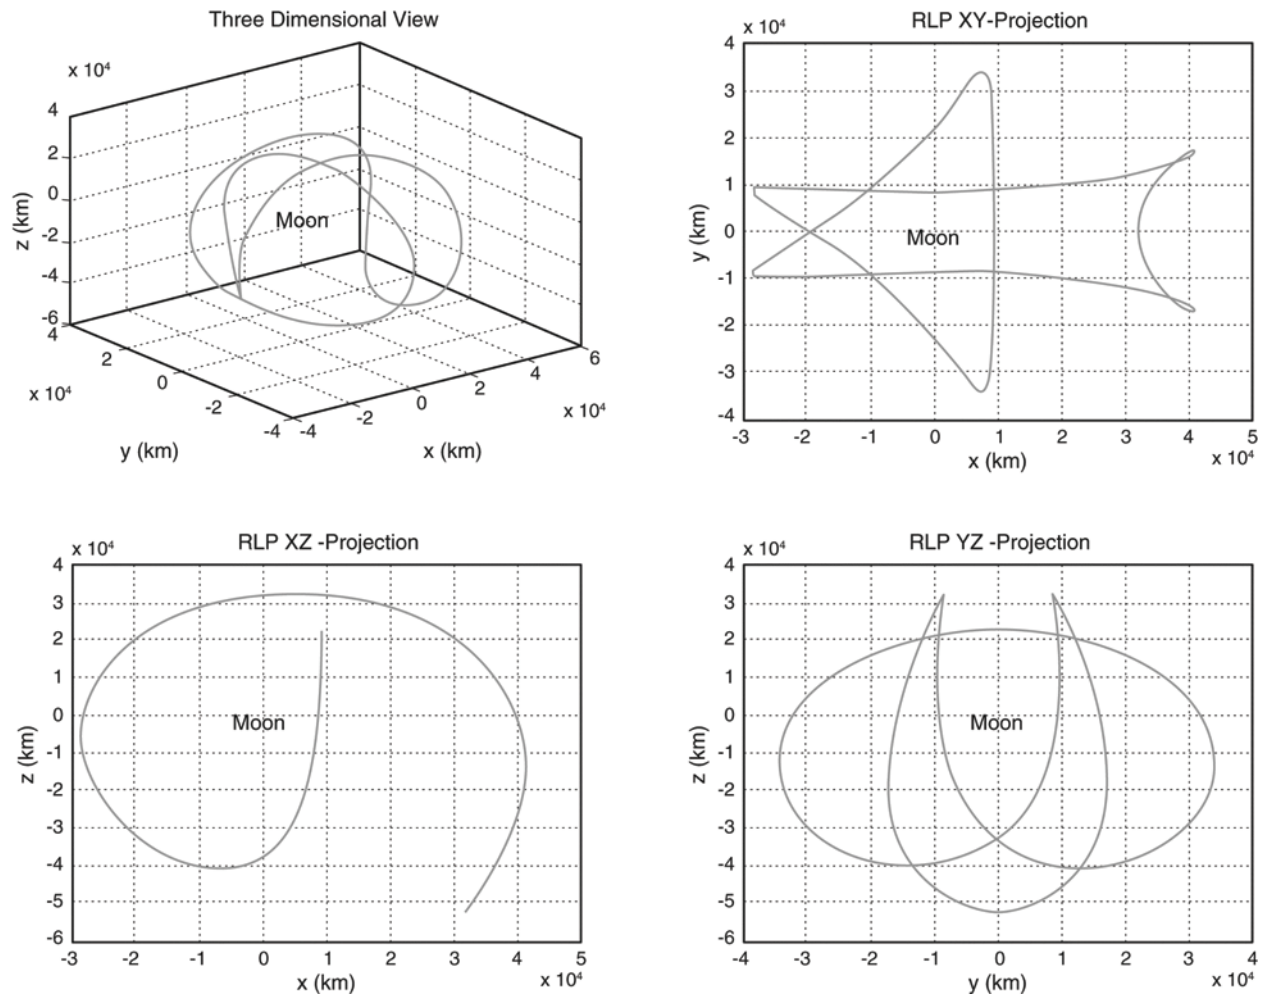 Three Dimensional View
x 10⁴
4
2
0
-2
-4
-6
z (km)
4
2
0
-2
-4
x 10⁴
y (km)
-4
-2
0
2
4
6
x 10⁴
x (km)
Moon
RLP XY-Projection
x 10⁴
4
3
2
1
0
-1
-2
-3
-4
y (km)
Moon
-3 -2 -1 0 1 2 3 4 5
x (km)
x 10⁴
RLP XZ -Projection
x 10⁴
4
3
2
1
0
-1
-2
-3
-4
-5
-6
z (km)
Moon
-3 -2 -1 0 1 2 3 4 5
x (km)
x 10⁴
RLP YZ -Projection
x 10⁴
4
3
2
1
0
-1
-2
-3
-4
-5
-6
z (km)
Moon
-4 -3 -2 -1 0 1 2 3 4
y (km)
x 10⁴